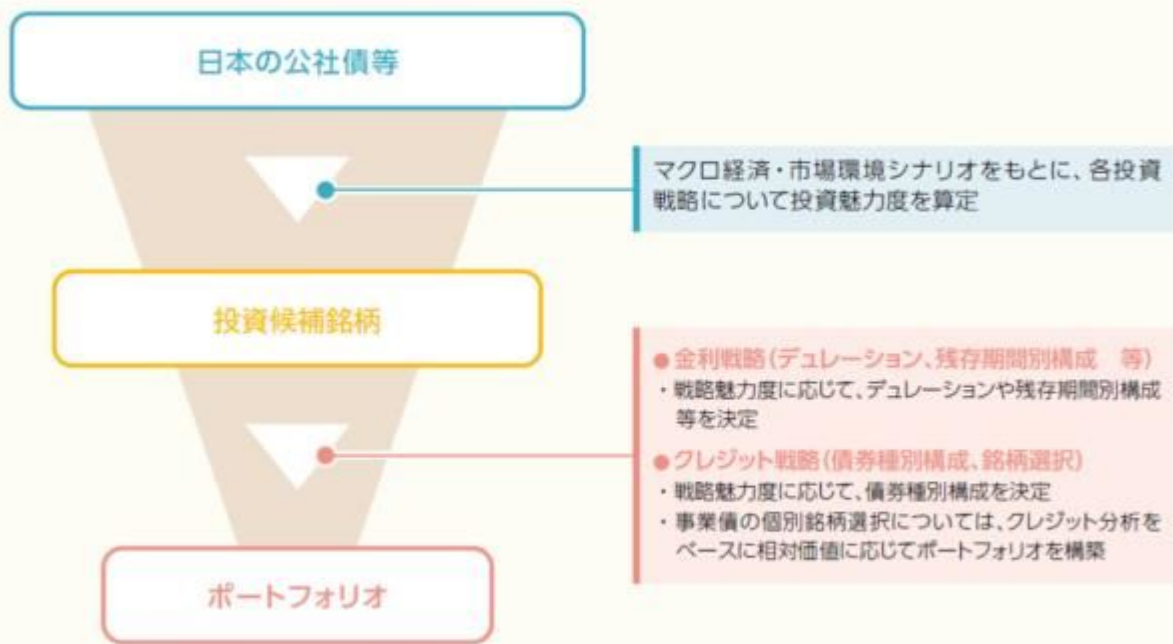 日本の公社債等
マクロ経済・市場環境シナリオをもとに、各投資
戦略について投資魅力度を算定
投資候補銘柄
●金利戦略(デュレーション、残存期間別構成　等)
・戦略魅力度に応じて、デュレーションや残存期間別構成
等を決定
●クレジット戦略(債券種別構成、銘柄選択)
・戦略魅力度に応じて、債券種別構成を決定
・事業債の個別銘柄選択については、クレジット分析を
ベースに相対価値に応じてポートフォリオを構築
ポートフォリオ